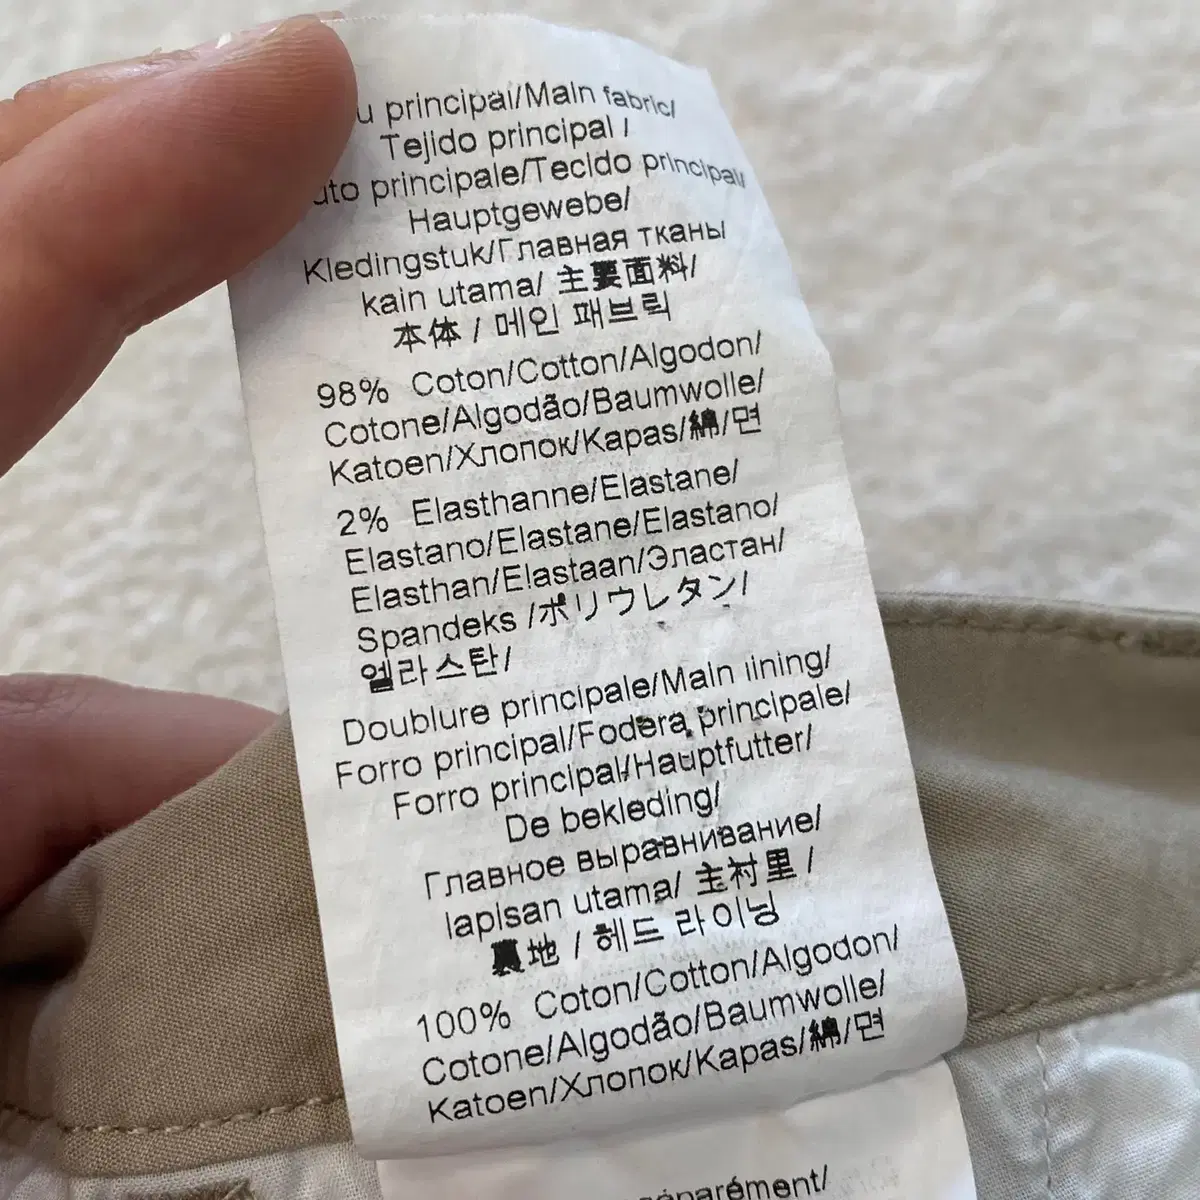 principal/Main fabric/
Tejido principal /
principale/Tecido principal/
Hauptgewebe/
Kledingstuk/Главная ткани
kain utama/ 主要面料/
本体 / 메인 패브릭
98% Coton/Cotton/Algodon/
Cotone/Algodão/Baumwolle/
Katoen/Хлопок/Kapas/綿/면
2% Elasthanne/Elastane/
Elastano/Elastane/Elastano/
Elasthan/Elastaan/Эластан/
Spandeks /ポリウレタン/
엘라스탄/
Doublure principale/Main lining/
Forro principal/Fodera principale/
Forro principal/Hauptfutter/
De bekleding/
Главное выравнивание/
lapisan utama/ 主村里 /
裏地 / 헤드 라이닝
100% Coton/Cotton/Algodon/
Cotone/Algodão/Baumwolle/
Katoen/Хлопок/Kapas/綿/면